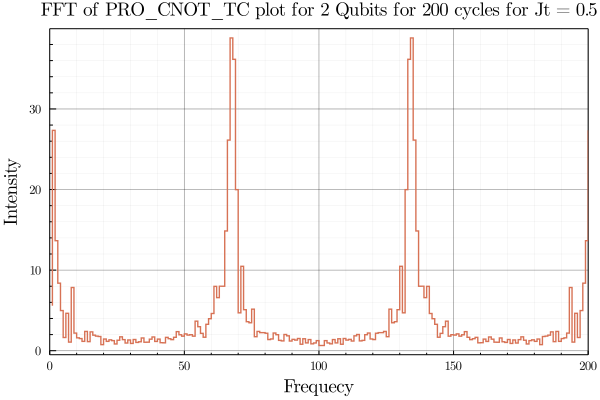 FFT of PRO_CNOT_TC plot for 2 Qubits for 200 cycles for Jt = 0.5
Intensity
30
20
10
0
0 50 100 150 200
Frequecy